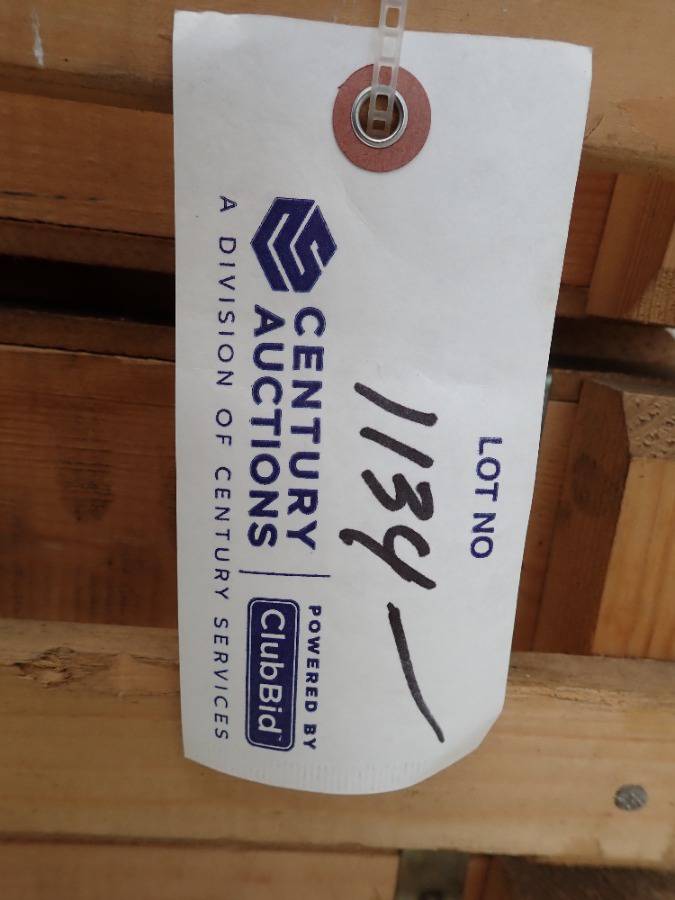 LOT NO
1134
CENTURY
AUCTIONS
POWERED BY
ClubBid
A DIVISION OF CENTURY SERVICES